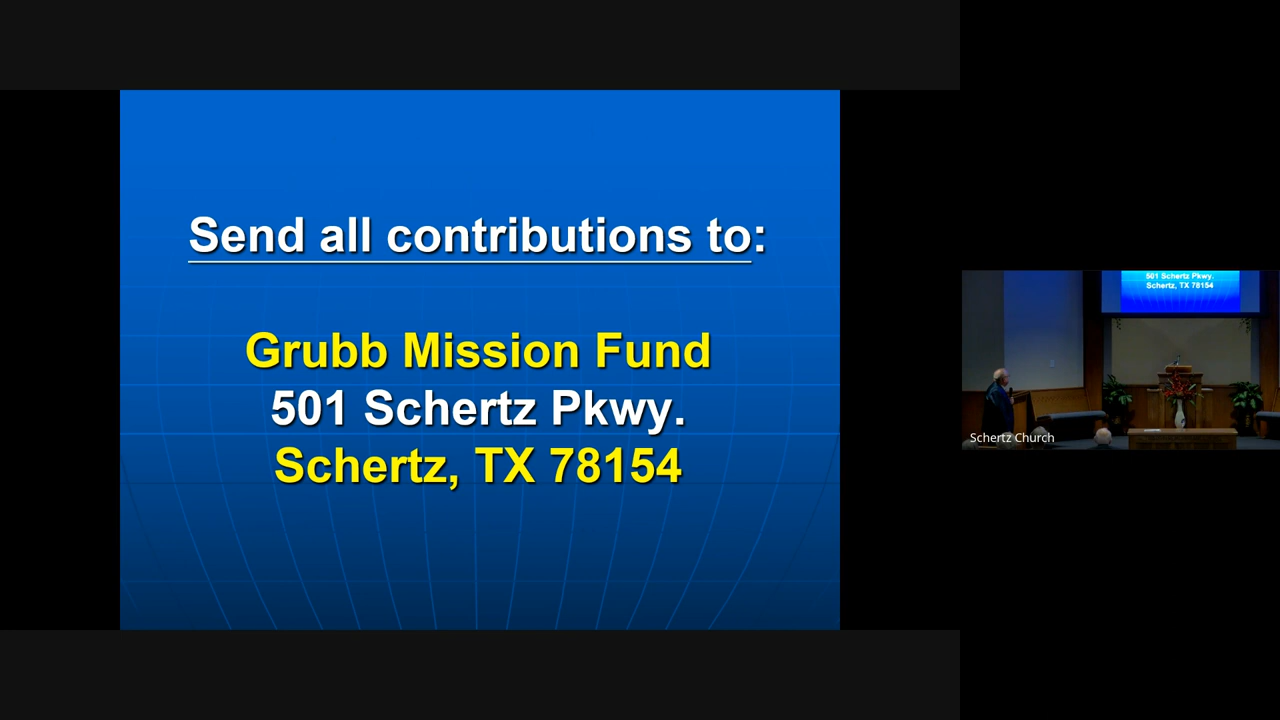 Send all contributions to:
Grubb Mission Fund
501 Schertz Pkwy.
Schertz, TX 78154
501 Schertz Pkwy.
Schertz, TX 78154
Schertz Church